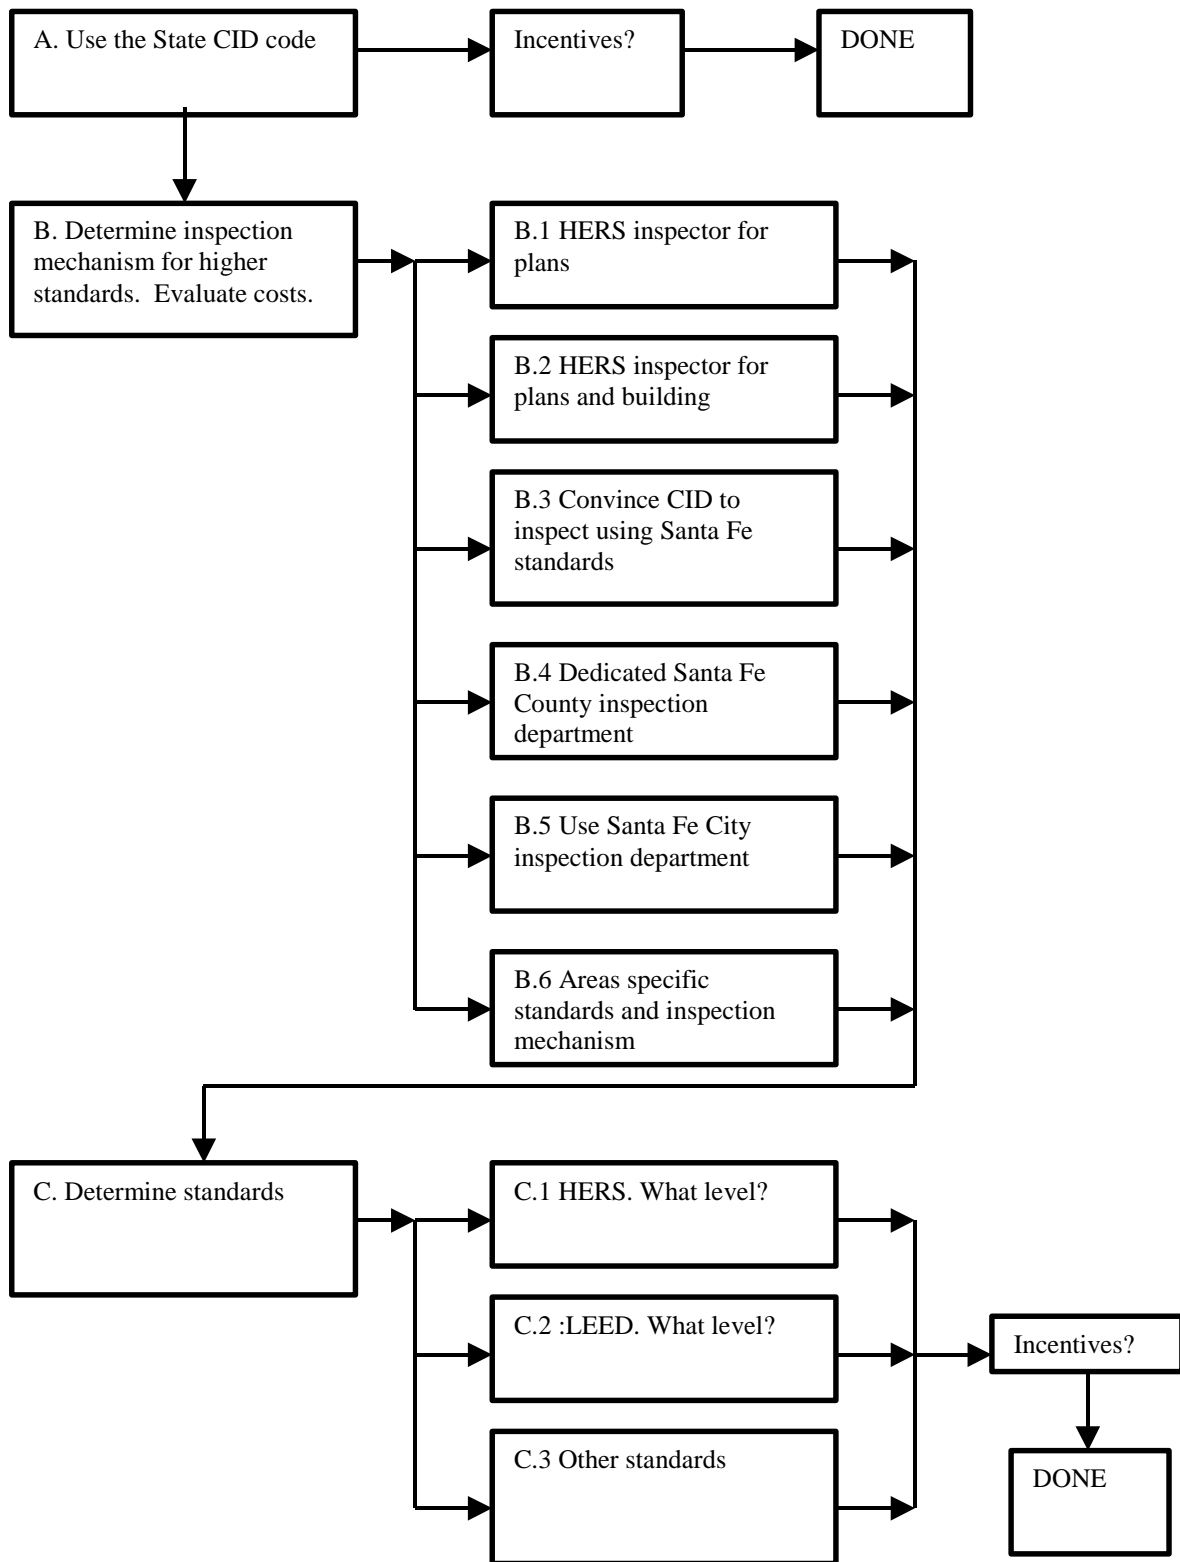 A. Use the State CID code
Incentives?
DONE
B. Determine inspection
mechanism for higher
standards.  Evaluate costs.
B.1 HERS inspector for
plans
B.2 HERS inspector for
plans and building
B.3 Convince CID to
inspect using Santa Fe
standards
B.4 Dedicated Santa Fe
County inspection
department
B.5 Use Santa Fe City
inspection department
B.6 Areas specific
standards and inspection
mechanism
C. Determine standards
C.1 HERS. What level?
C.2 :LEED. What level?
C.3 Other standards
Incentives?
DONE